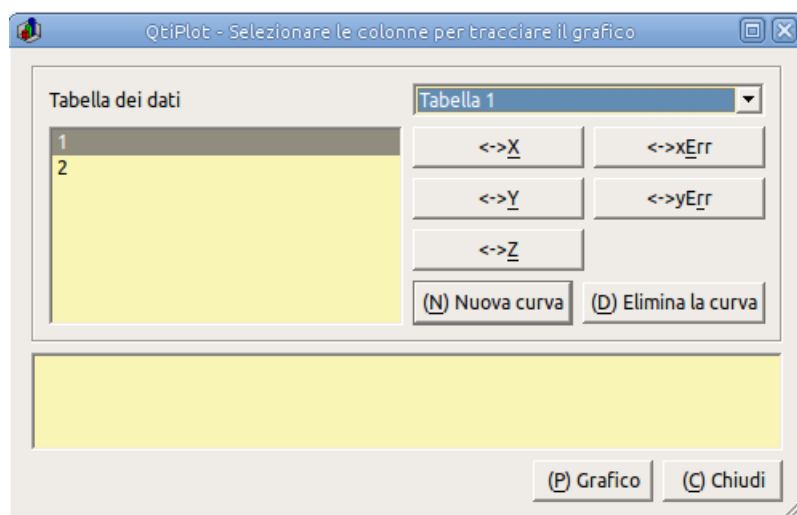 QtiPlot - Selezionare le colonne per tracciare il grafico
Tabella dei dati
Tabella 1
1
2
<->X
<->xErr
<->Y
<->yErr
<->Z
(N) Nuova curva
(D) Elimina la curva
(P) Grafico
(C) Chiudi